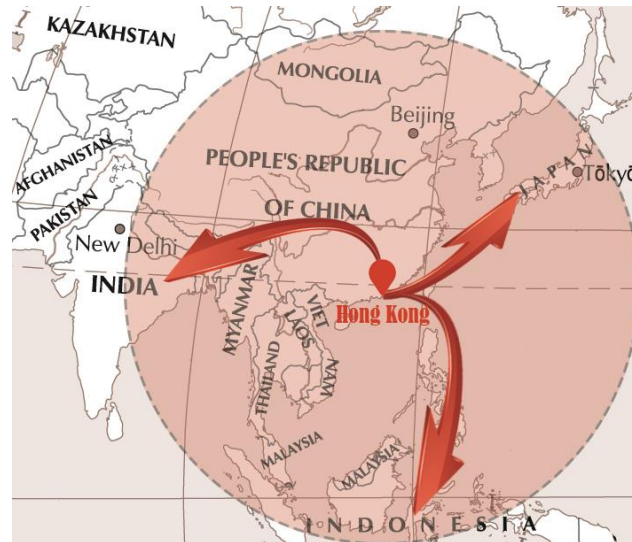 KAZAKHSTAN
MONGOLIA
Beijing
AFGHANISTAN
PEOPLE'S REPUBLIC
JAPAN
Tōkyō
PAKISTAN
OF CHINA
New Delhi
INDIA
MYANMAR
VIET
NAM
LAOS
Hong Kong
THAILAND
MALAYSIA
MALAYSIA
INDONESIA